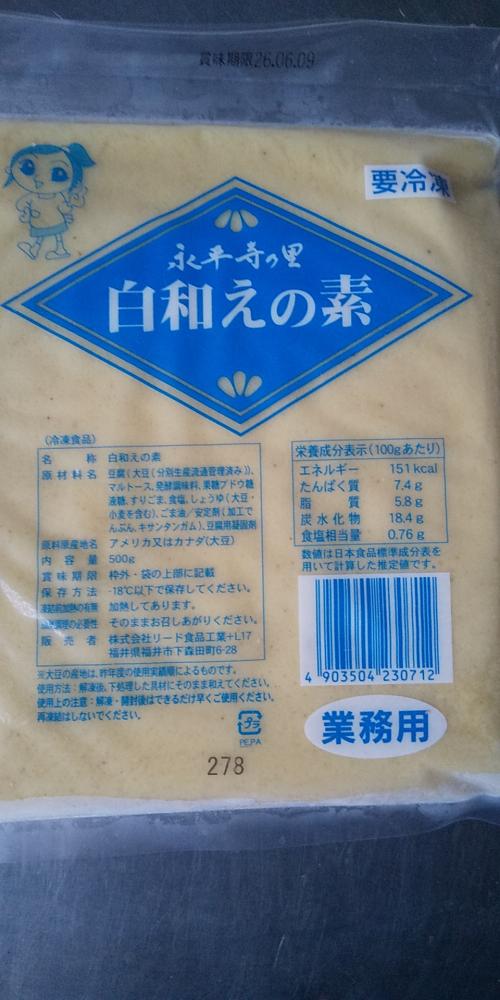 賞味期限26.06.09
要冷凍
永平寺の里
白和えの素
(冷凍食品)
名称 白和えの素
原材料名 豆腐(大豆(分別生産流通管理済み))、
マルトース、発酵調味料、果糖ブドウ糖
液糖、すりごま、食塩、しょうゆ(大豆・
小麦を含む)、ごま油/安定剤(加工で
んぷん、キサンタンガム)、豆腐用凝固剤
原料原産地名 アメリカ又はカナダ(大豆)
内容量 500g
賞味期限 枠外・袋の上部に記載
保存方法 -18℃以下で保存してください。
凍結前加熱の有無 加熱してあります。
加熱調理の必要性 そのままお召しあがりください。
販売者 株式会社リード食品工業+L17
福井県福井市下森田町6-28
※大豆の産地は、昨年度の使用実績順によるものです。
使用方法:解凍後、下処理した具材にそのまま和えてください。
使用上の注意:解凍・開封後はできるだけ早くご使用ください。
再凍結はしないでください。
栄養成分表示(100gあたり)
エネルギー 151kcal
たんぱく質 7.4g
脂質 5.8g
炭水化物 18.4g
食塩相当量 0.76g
数値は日本食品標準成分表を
用いて計算した推定値です。
4 903504 230712
プラ
PE,PA
業務用
278